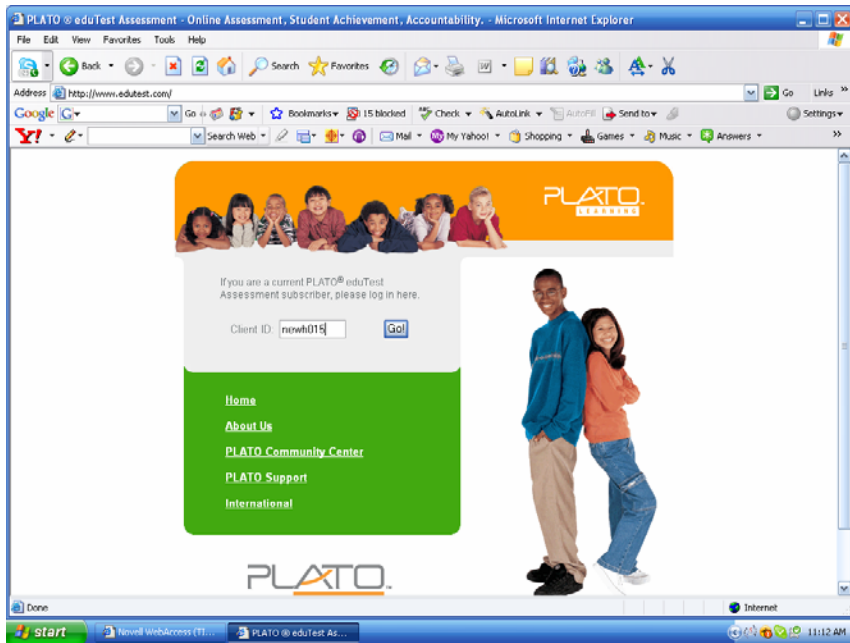 PLATO ® eduTest Assessment - Online Assessment, Student Achievement, Accountability. - Microsoft Internet Explorer
File Edit View Favorites Tools Help
Back Search Favorites
Address http://www.edutest.com/ Go Links »
Google G Go Bookmarks 15 blocked Check AutoLink AutoFill Send to Settings
Y! Search Web Mail My Yahoo! Shopping Games Music Answers »
PLATO
LEARNING
If you are a current PLATO® eduTest
Assessment subscriber, please log in here.
Client ID: newh015 Go!
Home
About Us
PLATO Community Center
PLATO Support
International
PLATO
Done Internet
start Novell WebAccess (TI... PLATO ® eduTest As... 11:12 AM